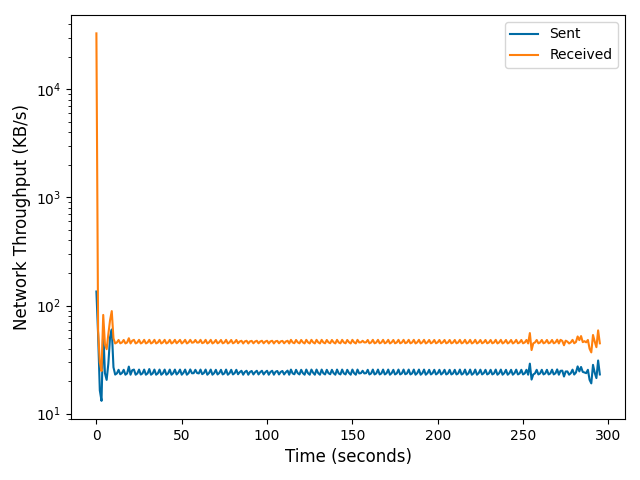 Sent
Received
Network Throughput (KB/s)
10⁴
10³
10²
10¹
0 50 100 150 200 250 300
Time (seconds)